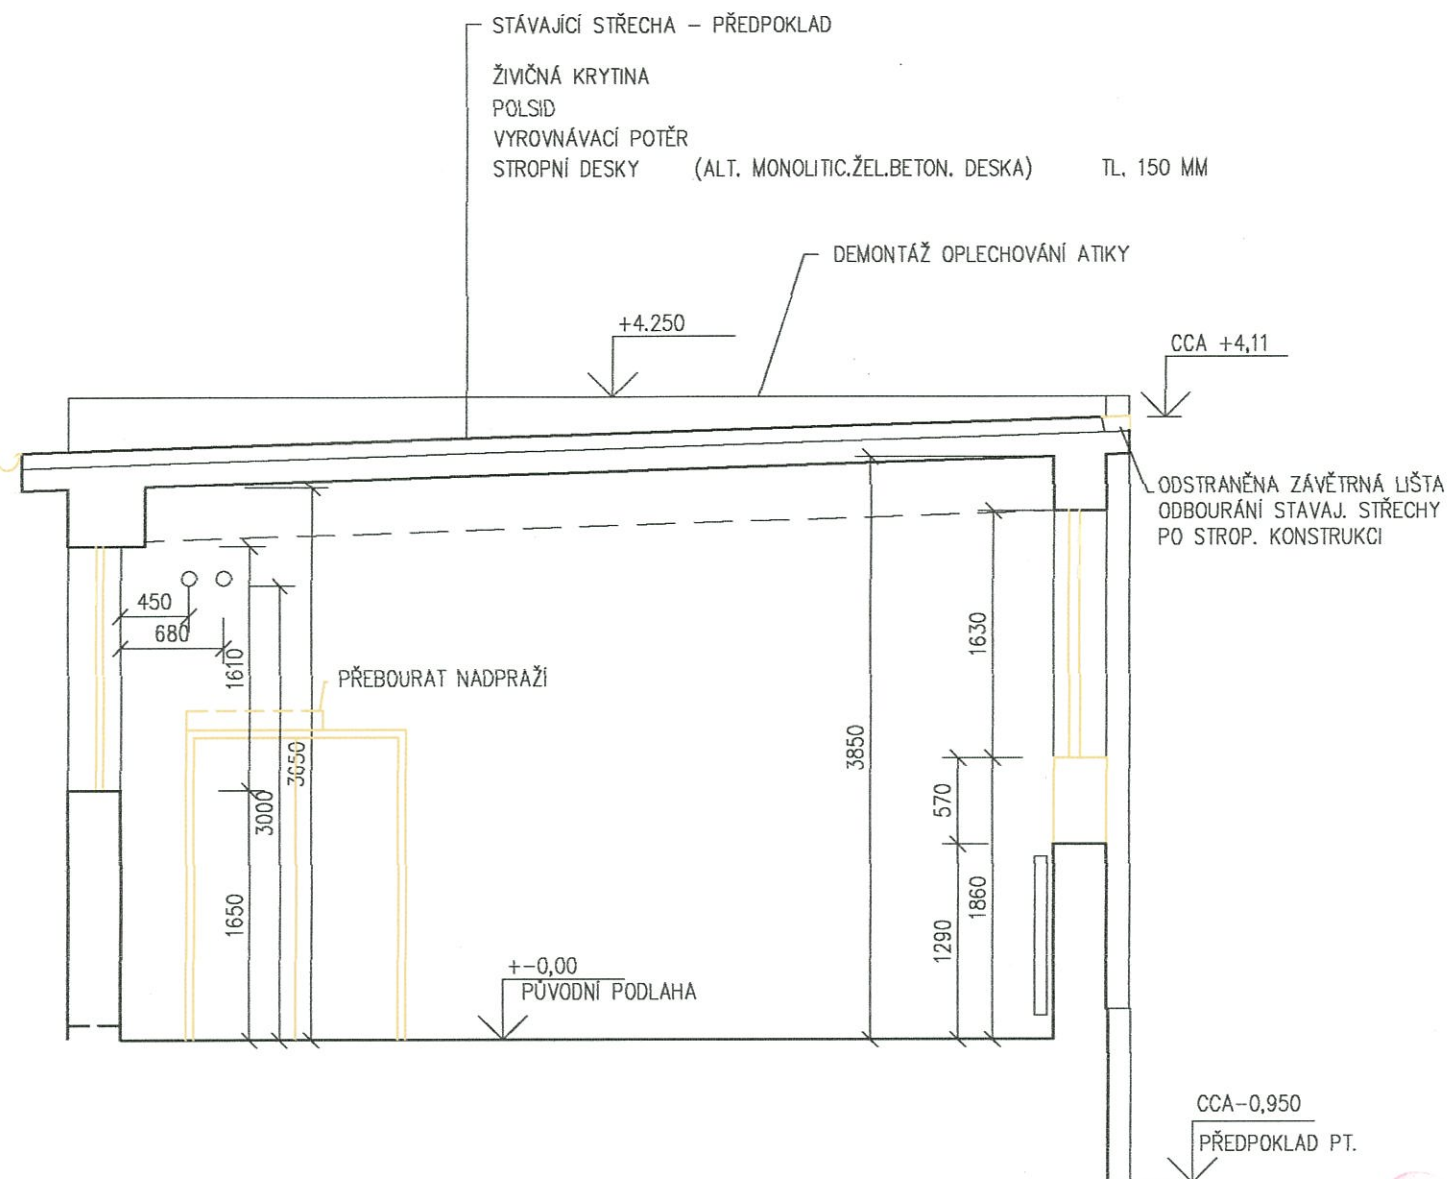 STÁVAJÍCÍ STŘECHA – PŘEDPOKLAD
ŽIVIČNÁ KRYTINA
POLSID
VYROVNÁVACÍ POTĚR
STROPNÍ DESKY (ALT. MONOLITIC.ŽEL.BETON. DESKA) TL. 150 MM
DEMONTÁŽ OPLECHOVÁNÍ ATIKY
+4.250
CCA +4,11
ODSTRANĚNA ZÁVĚTRNÁ LIŠTA
ODBOURÁNÍ STAVAJ. STŘECHY
PO STROP. KONSTRUKCI
450
680
1610
1630
PŘEBOURAT NADPRAŽÍ
3650
3850
3000
570
1650
1860
1290
+-0,00
PŮVODNÍ PODLAHA
CCA-0,950
PŘEDPOKLAD PT.